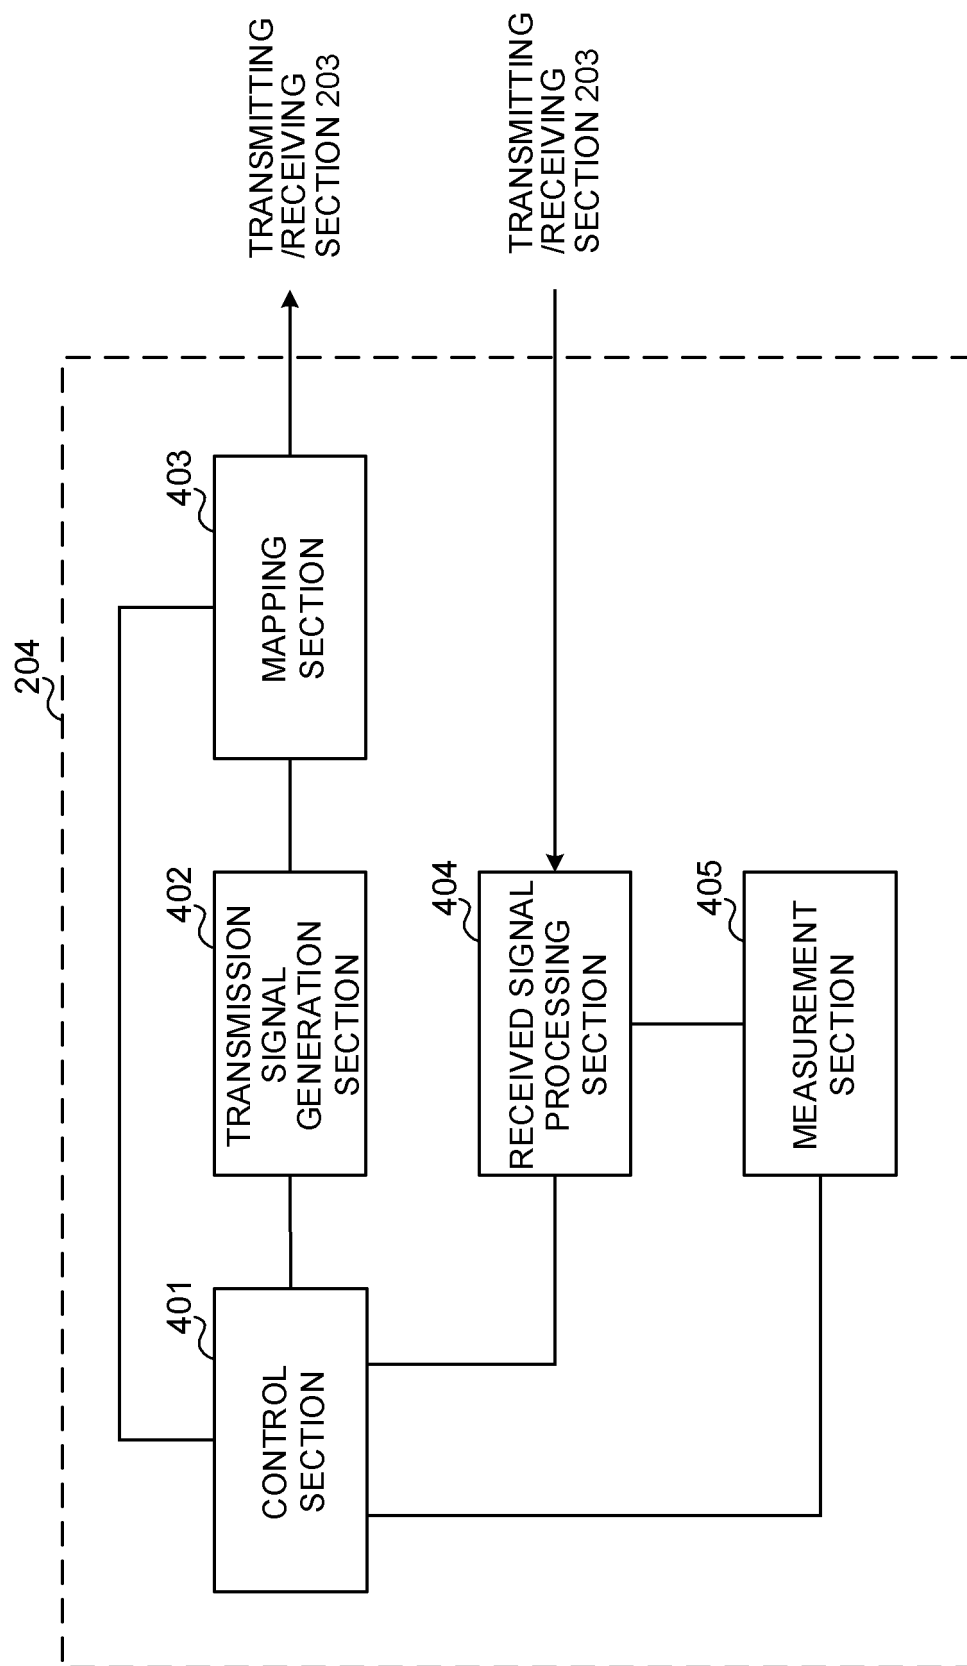 204
401
CONTROL
SECTION
402
TRANSMISSION
SIGNAL
GENERATION
SECTION
403
MAPPING
SECTION
TRANSMITTING
/RECEIVING
SECTION 203
404
RECEIVED SIGNAL
PROCESSING
SECTION
TRANSMITTING
/RECEIVING
SECTION 203
405
MEASUREMENT
SECTION